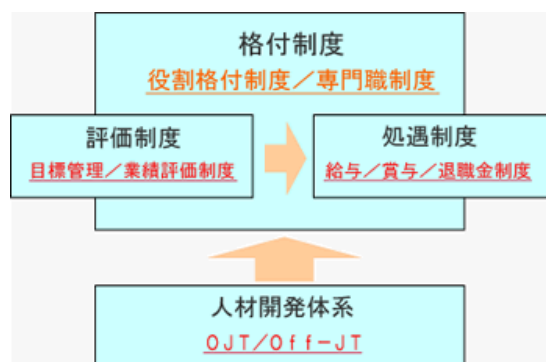 格付制度
役割格付制度／専門職制度
評価制度
目標管理／業績評価制度
処遇制度
給与／賞与／退職金制度
人材開発体系
ＯＪＴ／Ｏｆｆ－ＪＴ